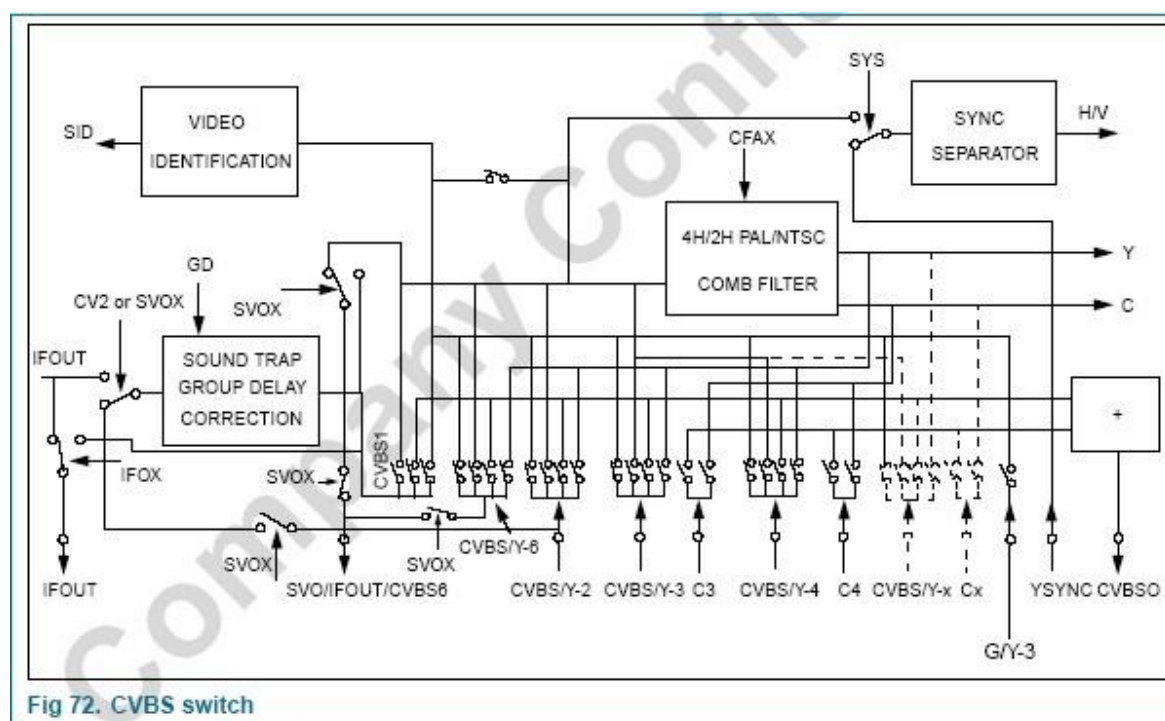 Company Confi
SYS
VIDEO
IDENTIFICATION
SID
SYNC
SEPARATOR
H/V
CFAX
4H/2H PAL/NTSC
COMB FILTER
Y
C
GD
SVOX
CV2 or SVOX
IFOUT
SOUND TRAP
GROUP DELAY
CORRECTION
+
CVBS1
IFOX
SVOX
SVOX
SVOX
CVBS/Y-6
IFOUT
SVO/IFOUT/CVBS6
CVBS/Y-2
CVBS/Y-3
C3
CVBS/Y-4
C4
CVBS/Y-x
Cx
YSYNC
CVBSO
G/Y-3
Fig 72. CVBS switch